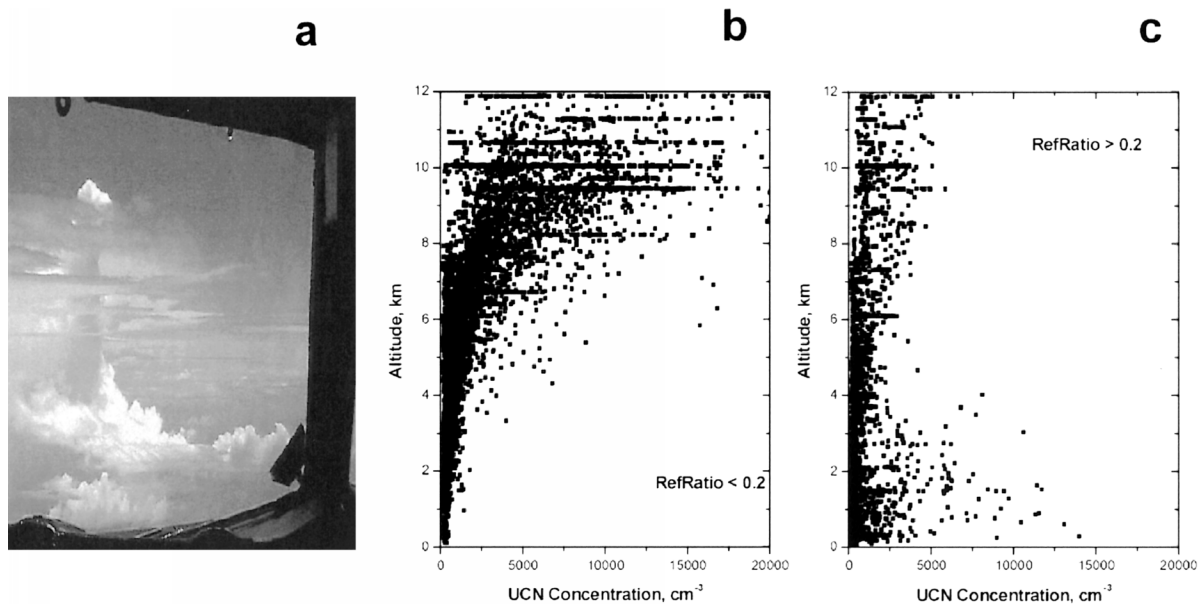 a
b
c
12
10
8
6
4
2
0
Altitude, km
RefRatio < 0.2
0 5000 10000 15000 20000
UCN Concentration, cm-3
12
10
8
6
4
2
0
Altitude, km
RefRatio > 0.2
0 5000 10000 15000 20000
UCN Concentration, cm-3